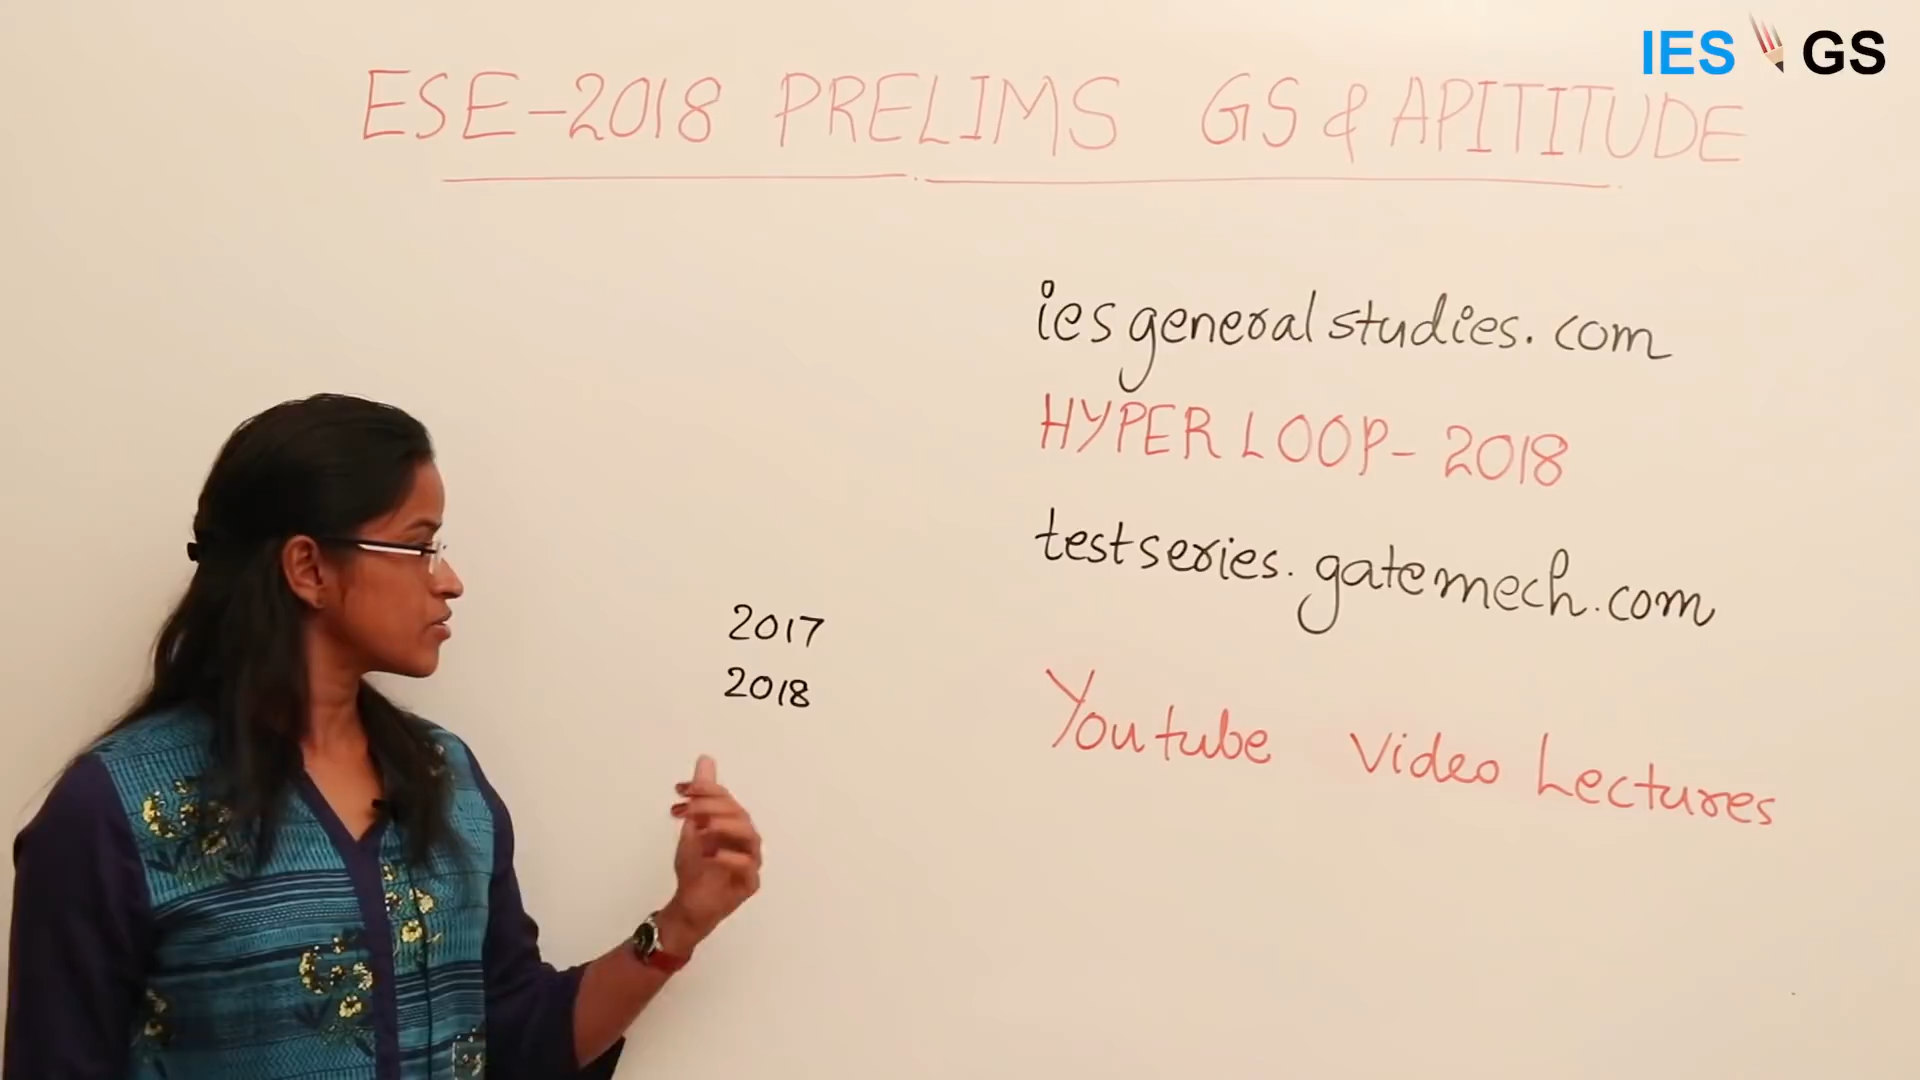 IES GS
ESE-2018 PRELIMS GS & APITITUDE
iesgeneralstudies.com
HYPERLOOP-2018
testseries.gatemech.com
2017
2018
Youtube Video Lectures